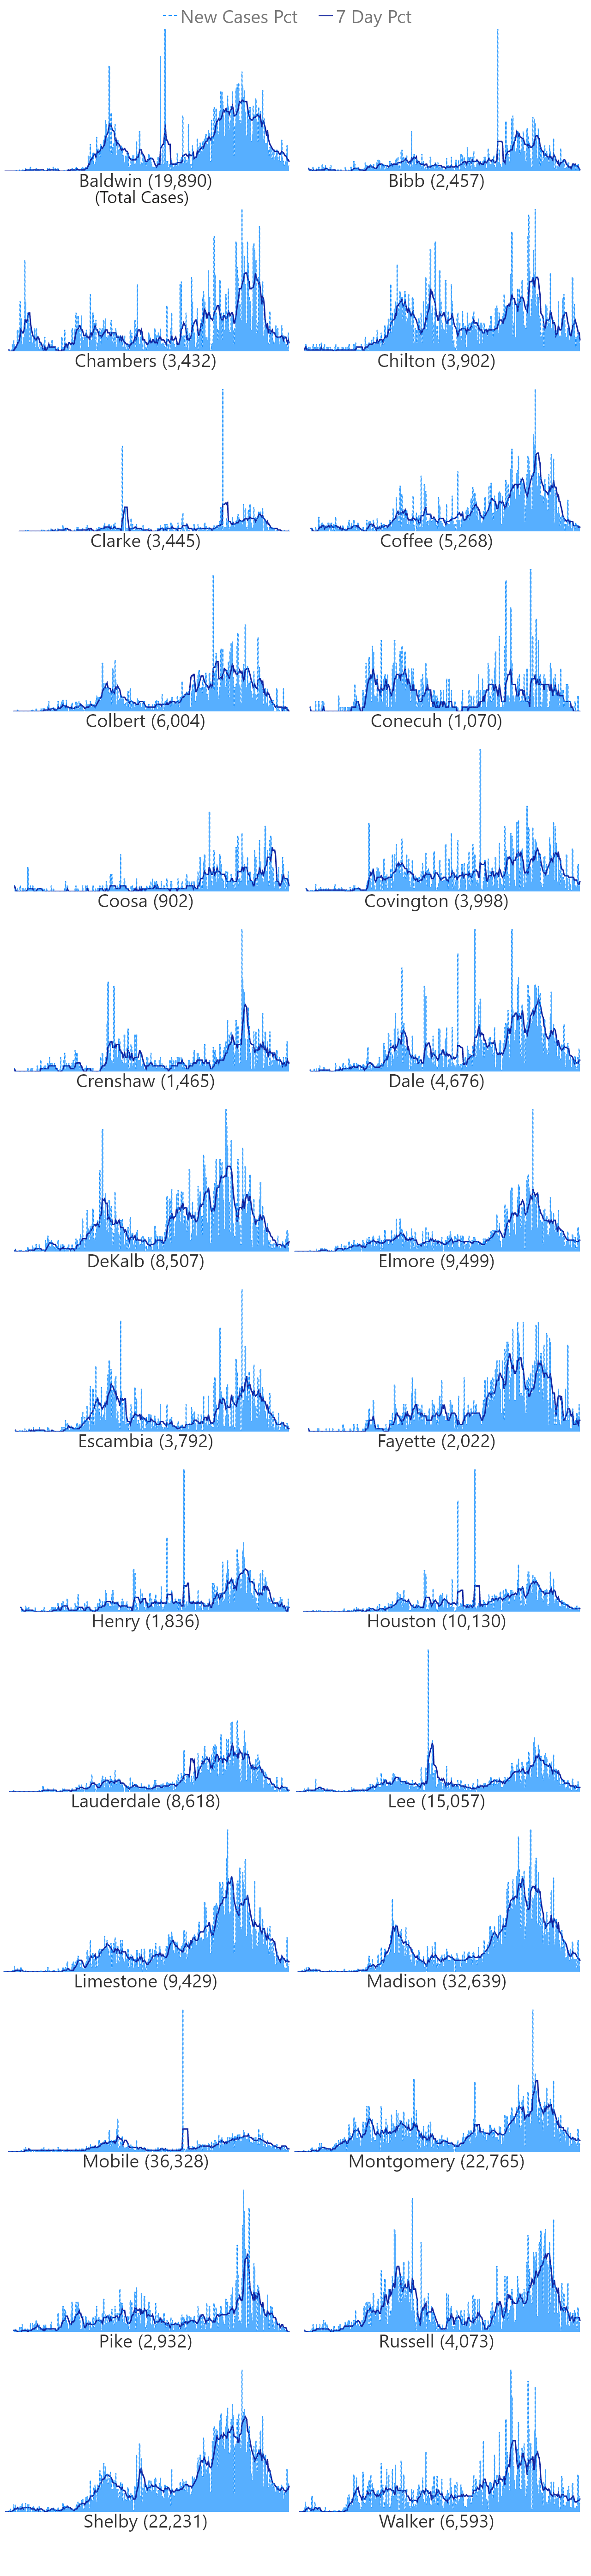 New Cases Pct 7 Day Pct
Baldwin (19,890) Bibb (2,457)
(Total Cases)
Chambers (3,432) Chilton (3,902)
Clarke (3,445) Coffee (5,268)
Colbert (6,004) Conecuh (1,070)
Coosa (902) Covington (3,998)
Crenshaw (1,465) Dale (4,676)
DeKalb (8,507) Elmore (9,499)
Escambia (3,792) Fayette (2,022)
Henry (1,836) Houston (10,130)
Lauderdale (8,618) Lee (15,057)
Limestone (9,429) Madison (32,639)
Mobile (36,328) Montgomery (22,765)
Pike (2,932) Russell (4,073)
Shelby (22,231) Walker (6,593)